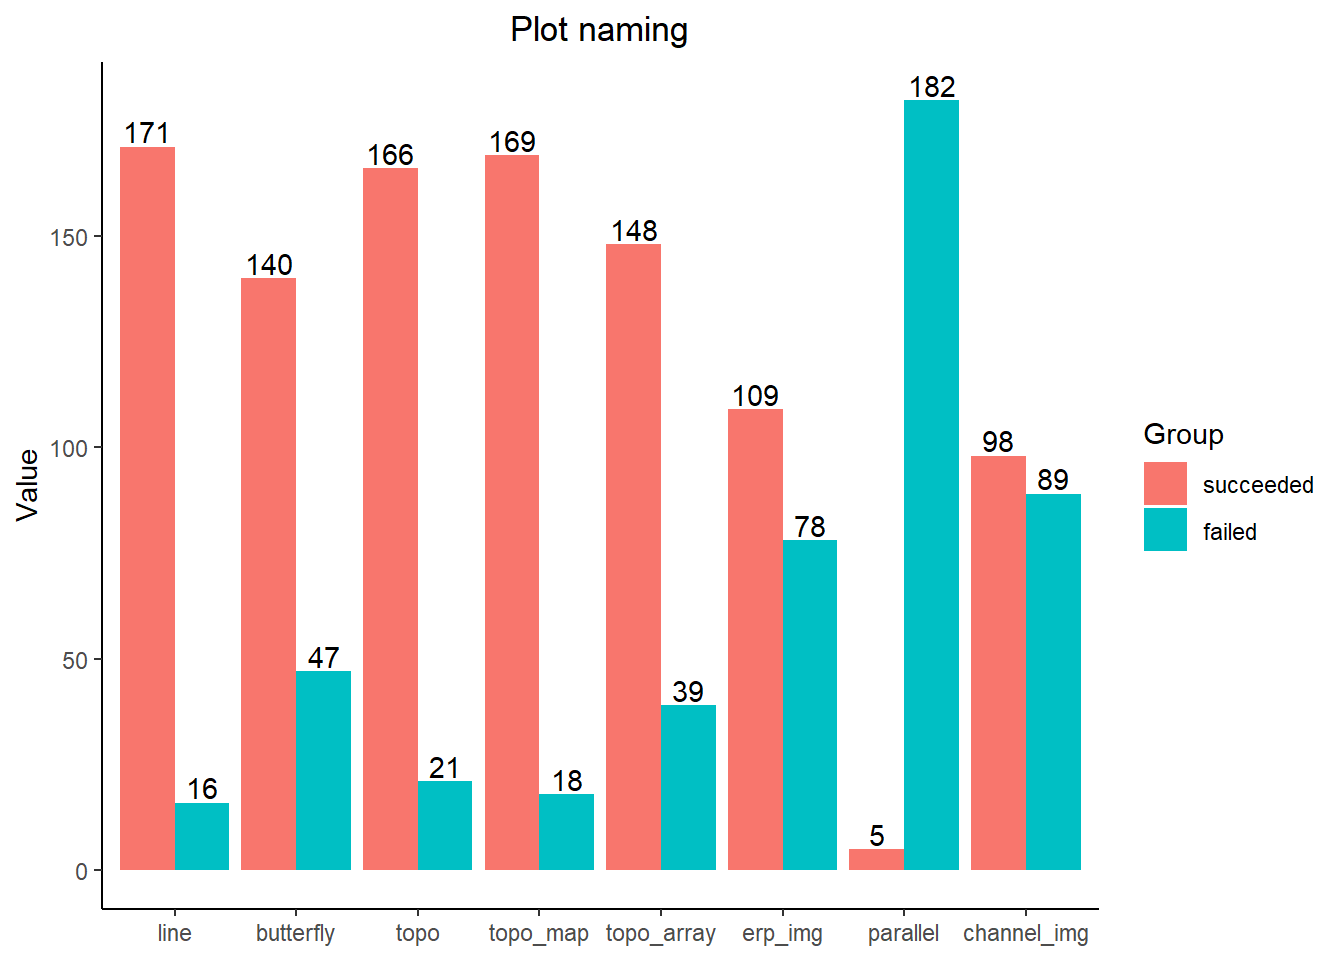 Plot naming
Value
150
100
50
0
171
16
140
47
166
21
169
18
148
39
109
78
5
182
98
89
line
butterfly
topo
topo_map
topo_array
erp_img
parallel
channel_img
Group
succeeded
failed